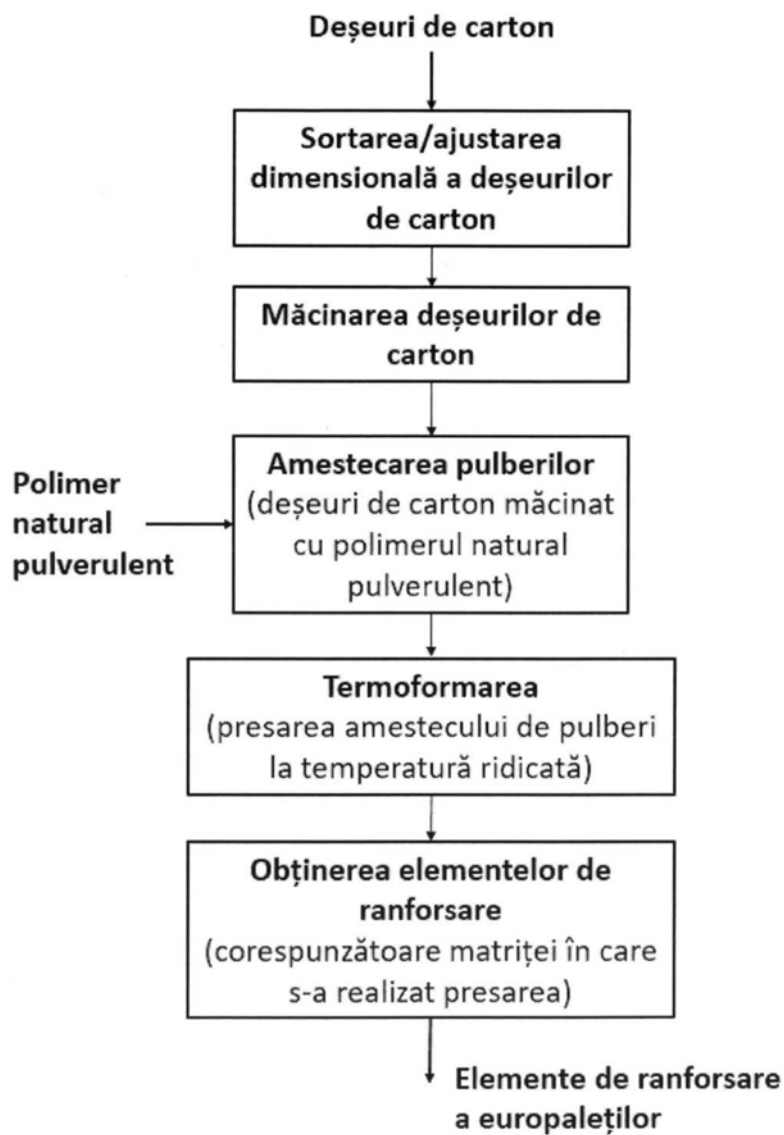 Deșeuri de carton
Sortarea/ajustarea
dimensională a deșeurilor
de carton
Măcinarea deșeurilor de
carton
Amestecarea pulberilor
(deșeuri de carton măcinat
cu polimerul natural
pulverulent)
Polimer
natural
pulverulent
Termoformarea
(presarea amestecului de pulberi
la temperatură ridicată)
Obținerea elementelor de
ranforsare
(corespunzătoare matriței în care
s-a realizat presarea)
Elemente de ranforsare
a europaleților